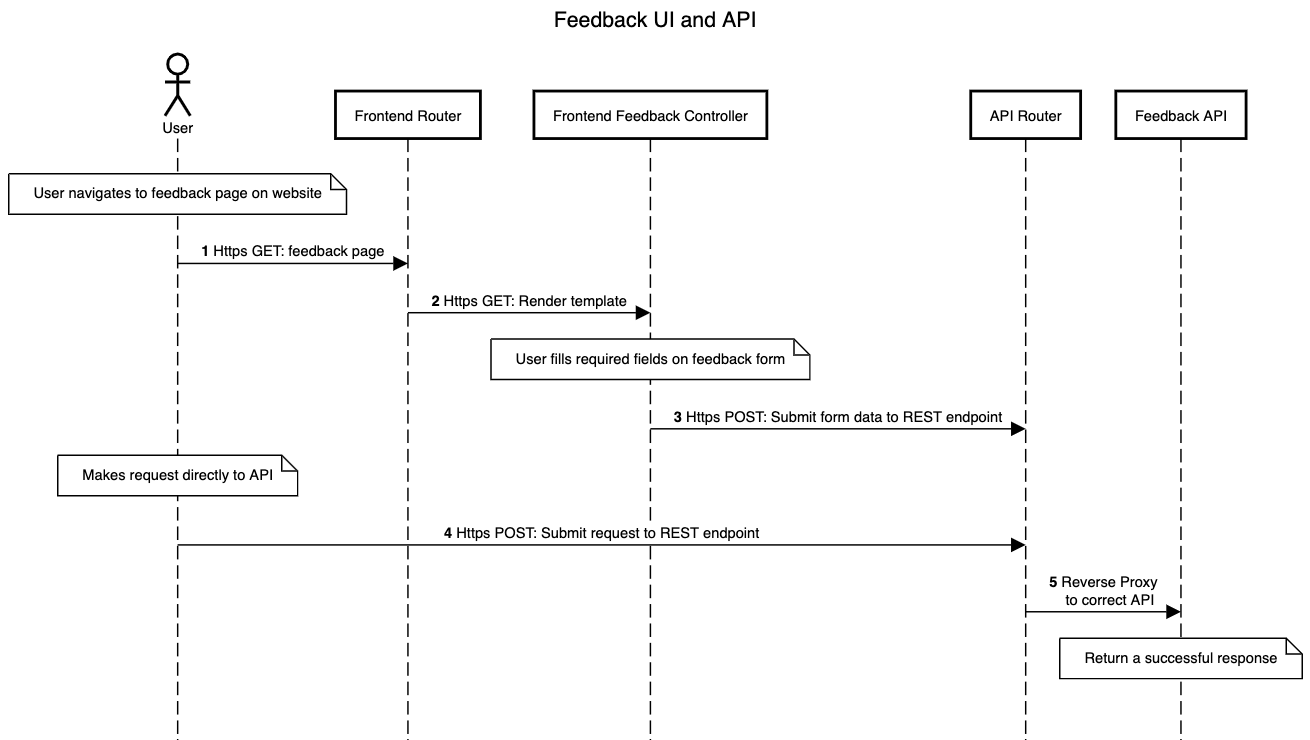 Feedback UI and API
User
Frontend Router
Frontend Feedback Controller
API Router
Feedback API
User navigates to feedback page on website
1 Https GET: feedback page
2 Https GET: Render template
User fills required fields on feedback form
3 Https POST: Submit form data to REST endpoint
Makes request directly to API
4 Https POST: Submit request to REST endpoint
5 Reverse Proxy
to correct API
Return a successful response